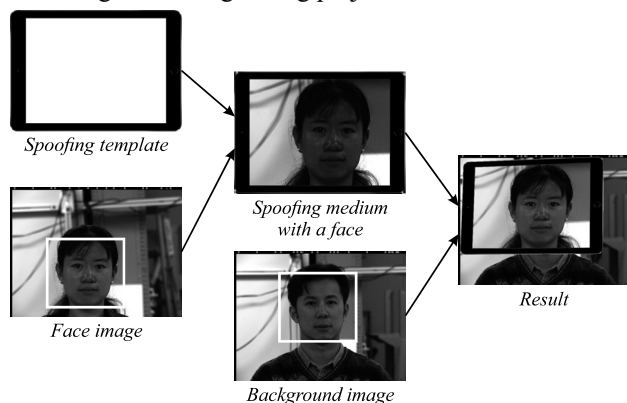 Spoofing template
Spoofing medium
with a face
Face image
Result
Background image